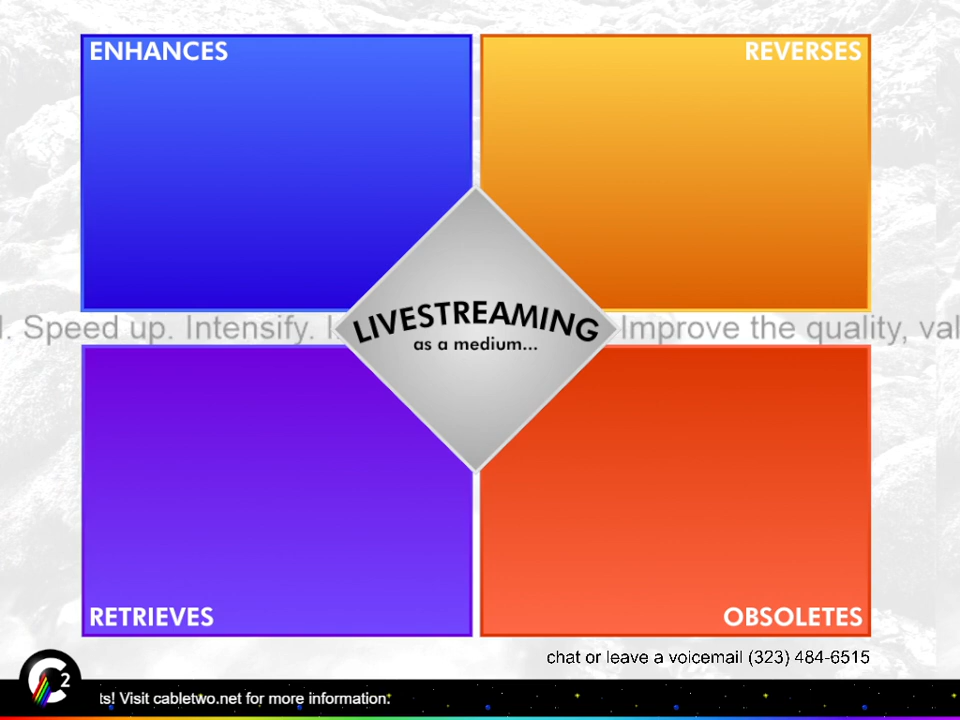 ENHANCES
REVERSES
Speed up. Intensify.
LIVESTREAMING
as a medium...
Improve the quality,
RETRIEVES
OBSOLETES
chat or leave a voicemail (323) 484-6515
C2
ts! Visit cabletwo.net for more information.